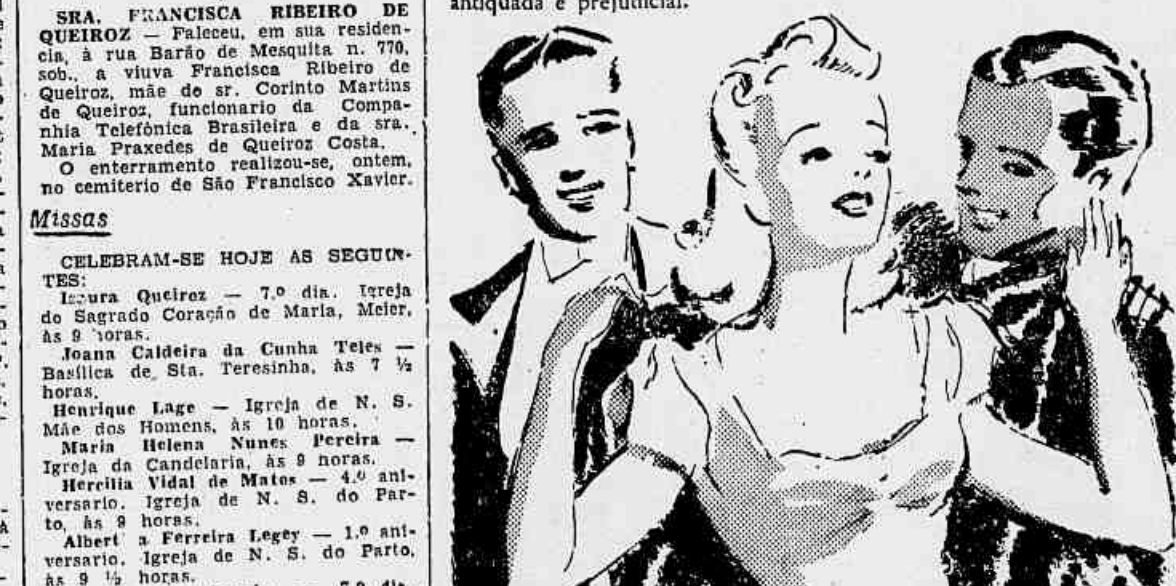 SRA. FRANCISCA RIBEIRO DE
QUEIROZ — Faleceu, em sua residen-
cia, à rua Barão de Mesquita n. 770,
sob., a viuva Francisca Ribeiro de
Queiroz, mãe do sr. Corinto Martins
de Queiroz, funcionario da Compa-
nhia Telefônica Brasileira e da sra.
Maria Praxedes de Queiroz Costa.
O enterramento realizou-se, ontem,
no cemiterio de São Francisco Xavier.
Missas
CELEBRAM-SE HOJE AS SEGUIN-
TES:
Isaura Queiroz — 7.º dia. Igreja
do Sagrado Coração de Maria, Meier,
às 9 horas.
Joana Caldeira da Cunha Teles —
Basílica de Sta. Teresinha, às 7 ½
horas.
Henrique Lage — Igreja de N. S.
Mãe dos Homens, às 10 horas.
Maria Helena Nunes Pereira —
Igreja da Candelaria, às 9 horas.
Hercilia Vidal de Matos — 4.º ani-
versario. Igreja de N. S. do Par-
to, às 9 horas.
Albert a Ferreira Legey — 1.º ani-
versario. Igreja de N. S. do Parto,
às 9 ½ horas.
antiquada e prejudicial.